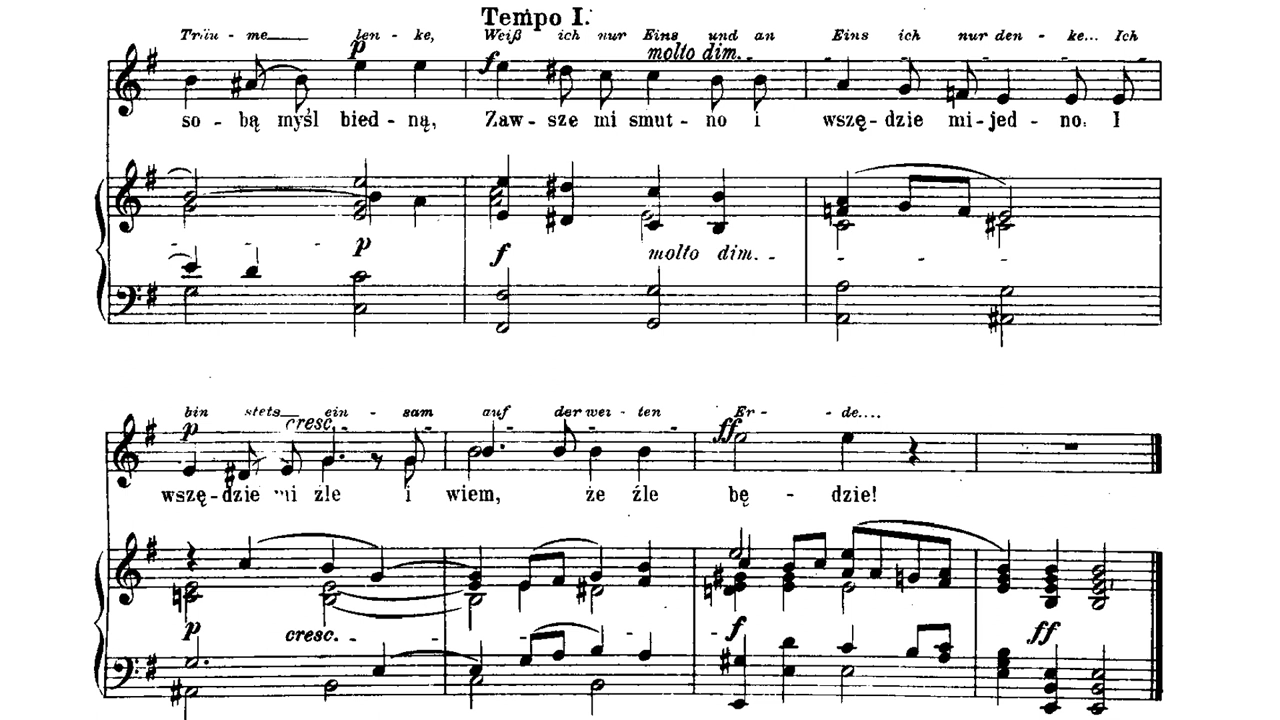 Tempo I.
Träu - me len - ke, Weiß ich nur Eins und an Eins ich nur den - ke... Ich
p f molto dim.
so - bą myśl bied - ną, Zaw - sze mi smut - no i wszę - dzie mi - jed - no. I
p f molto dim.
bin stets ein - sam auf der wei - ten Er - de....
p cresc. ff
wszę - dzie mi źle i wiem, że źle bę - dzie!
p cresc. f ff